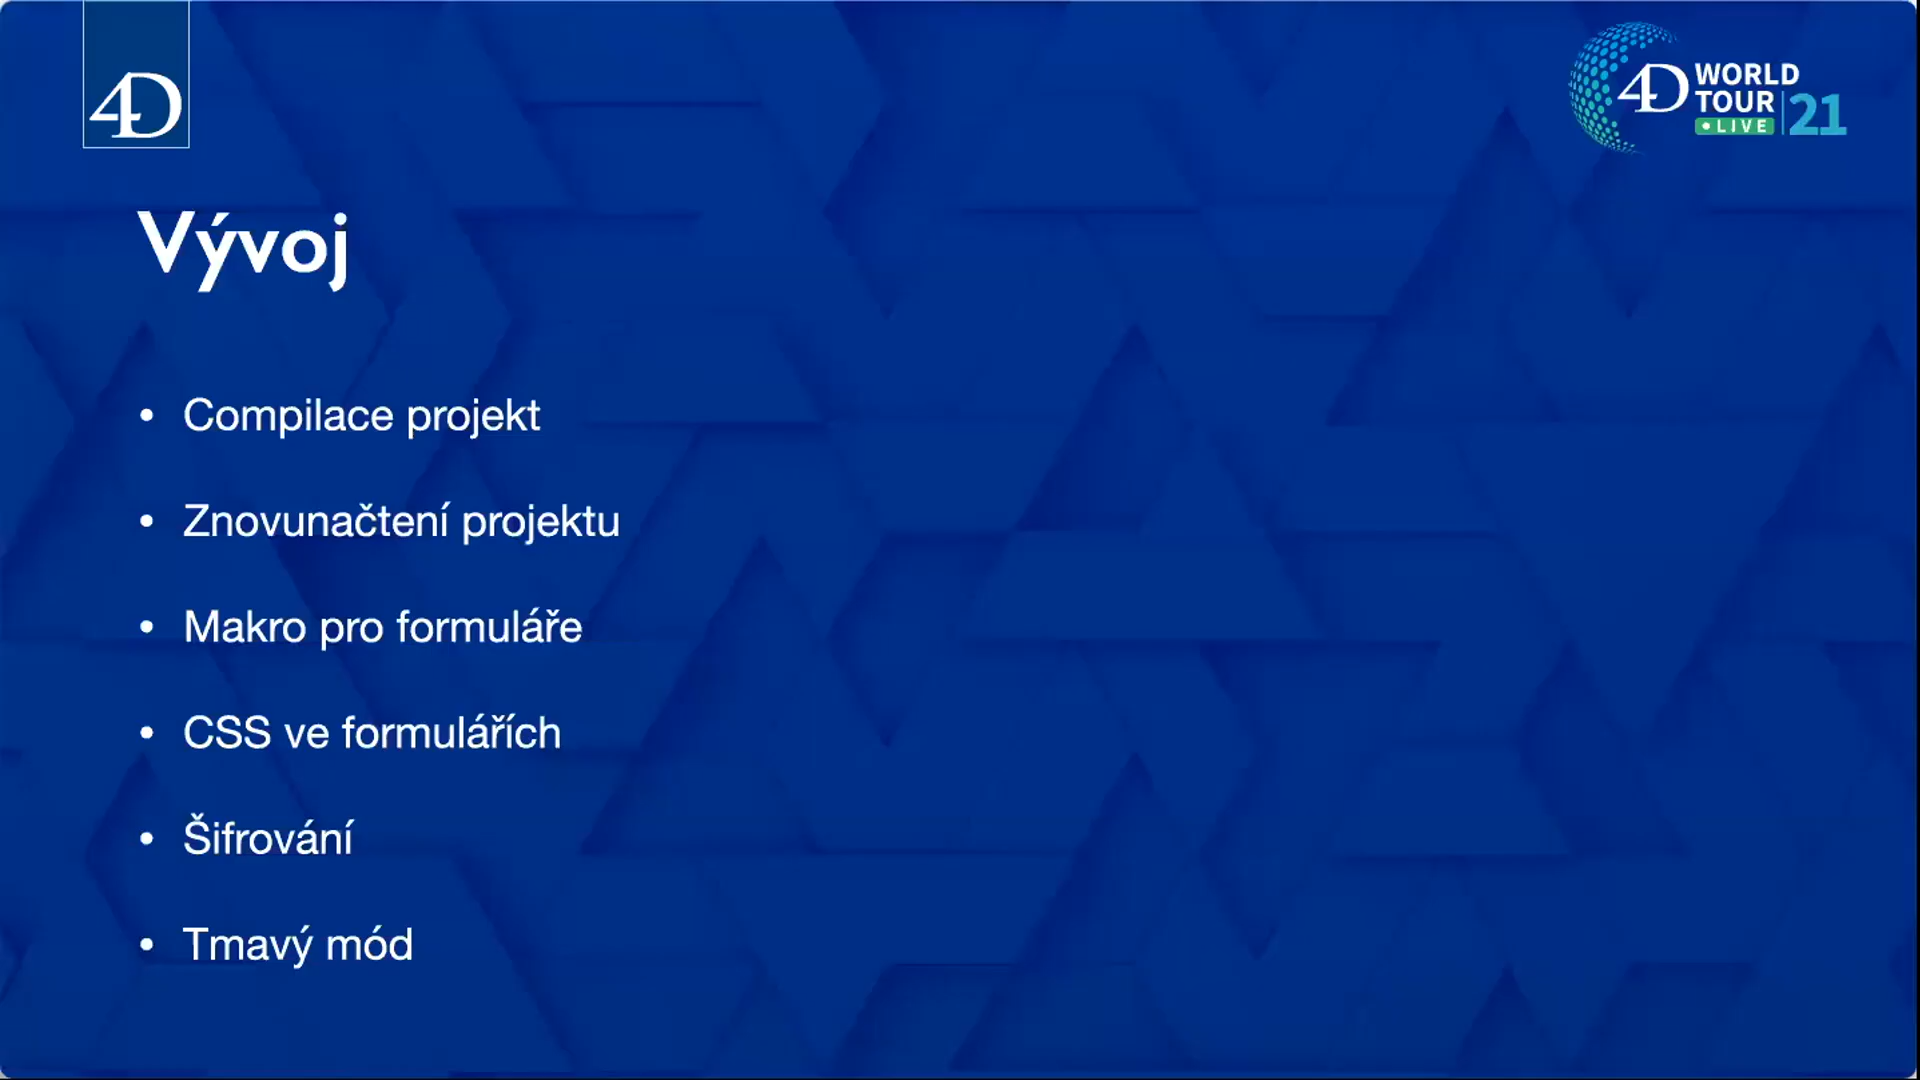 4D
4D WORLD
TOUR
LIVE 21
Vývoj
• Compilace projekt
• Znovunačtení projektu
• Makro pro formuláře
• CSS ve formulářích
• Šifrování
• Tmavý mód